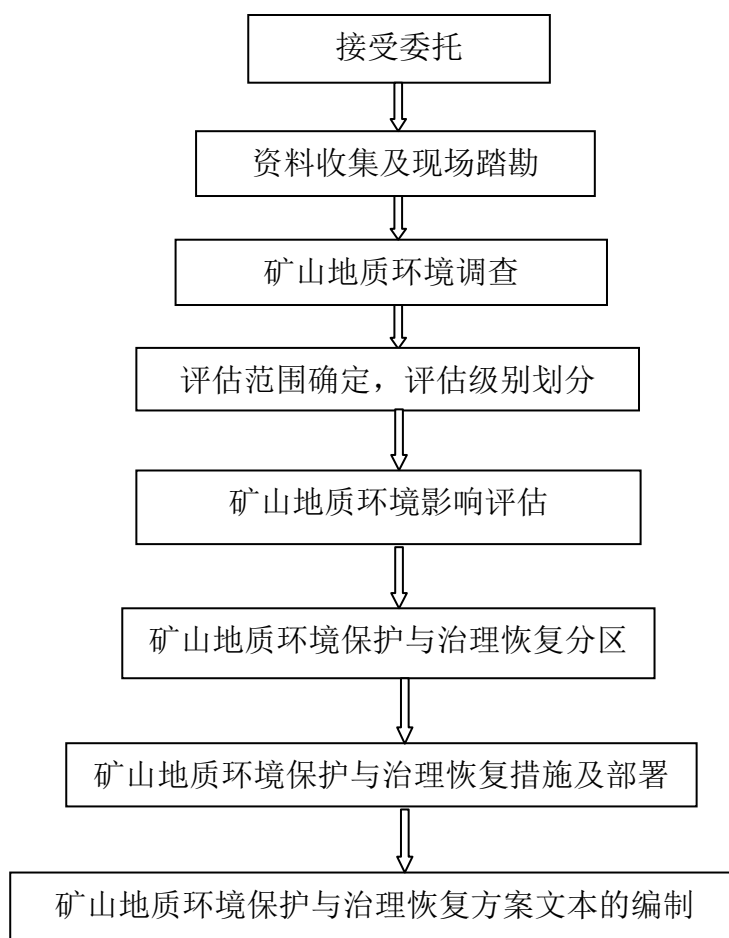 接受委托
资料收集及现场踏勘
矿山地质环境调查
评估范围确定，评估级别划分
矿山地质环境影响评估
矿山地质环境保护与治理恢复分区
矿山地质环境保护与治理恢复措施及部署
矿山地质环境保护与治理恢复方案文本的编制